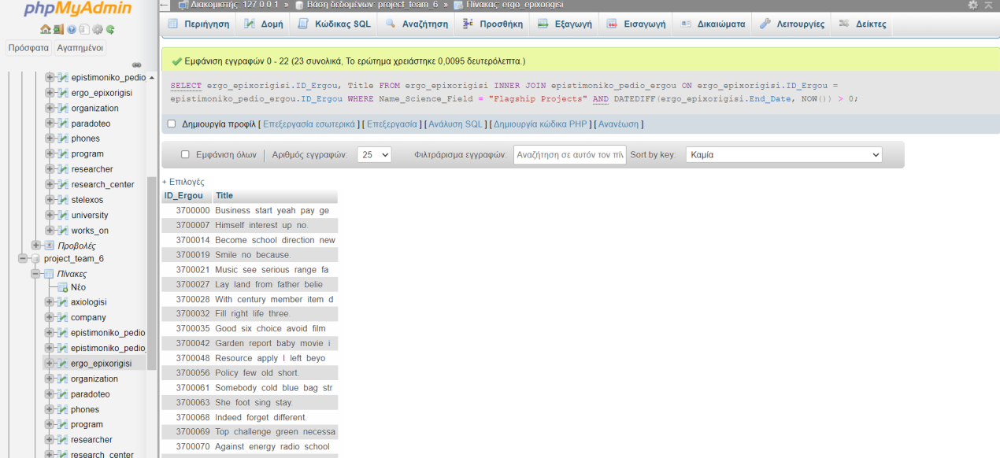 phpMyAdmin
Πρόσφατα Αγαπημένοι
epistimoniko_pedio
ergo_epixorigisi
organization
paradoteo
phones
program
researcher
research_center
stelexos
university
works_on
Προβολές
project_team_6
Πίνακες
Νέο
axiologisi
company
epistimoniko_pedio
epistimoniko_pedio_
ergo_epixorigisi
organization
paradoteo
phones
program
researcher
research_center
Διακομιστής: 127.0.0.1 » Βάση δεδομένων: project_team_6 » Πίνακας: ergo_epixorigisi
Περιήγηση Δομή Κώδικας SQL Αναζήτηση Προσθήκη Εξαγωγή Εισαγωγή Δικαιώματα Λειτουργίες Δείκτες
Εμφάνιση εγγραφών 0 - 22 (23 συνολικά, Το ερώτημα χρειάστηκε 0,0095 δευτερόλεπτα.)
SELECT ergo_epixorigisi.ID_Ergou, Title FROM ergo_epixorigisi INNER JOIN epistimoniko_pedio_ergou ON ergo_epixorigisi.ID_Ergou =
epistimoniko_pedio_ergou.ID_Ergou WHERE Name_Science_Field = "Flagship Projects" AND DATEDIFF(ergo_epixorigisi.End_Date, NOW()) > 0;
Δημιουργία προφίλ [ Επεξεργασία εσωτερικά ] [ Επεξεργασία ] [ Ανάλυση SQL ] [ Δημιουργία κώδικα PHP ] [ Ανανέωση ]
Εμφάνιση όλων | Αριθμός εγγραφών: 25 Φιλτράρισμα εγγραφών: Αναζήτηση σε αυτόν τον πίν Sort by key: Καμία
+ Επιλογές
ID_Ergou Title
3700000 Business start yeah pay ge
3700007 Himself interest up no.
3700014 Become school direction new
3700019 Smile no because.
3700021 Music see serious range fa
3700027 Lay land from father belie
3700028 With century member item d
3700032 Fill right life three.
3700035 Good six choice avoid film
3700042 Garden report baby movie i
3700048 Resource apply I left beyo
3700056 Policy few old short.
3700061 Somebody cold blue bag str
3700063 She foot sing stay.
3700068 Indeed forget different.
3700069 Top challenge green necessa
3700070 Against energy radio school